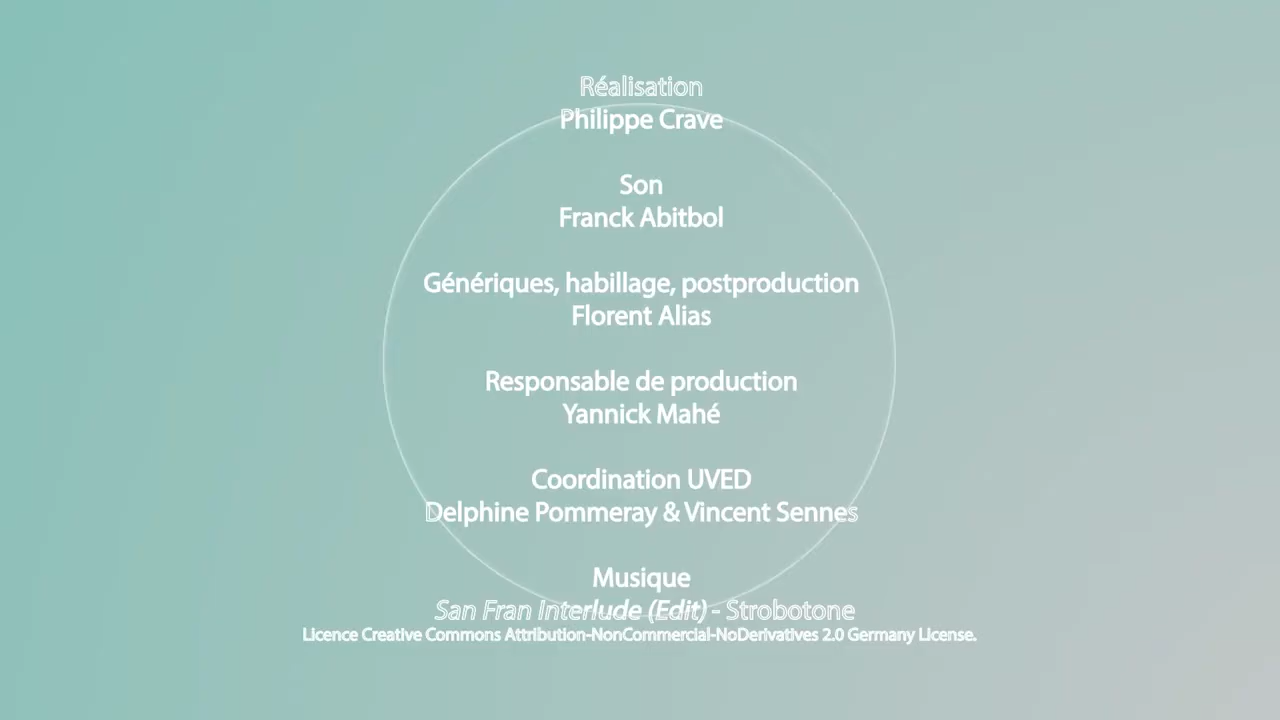 Réalisation
Philippe Crave
Son
Franck Abitbol
Génériques, habillage, postproduction
Florent Alias
Responsable de production
Yannick Mahé
Coordination UVED
Delphine Pommeray & Vincent Sennes
Musique
San Fran Interlude (Edit) - Strobotone
Licence Creative Commons Attribution-NonCommercial-NoDerivatives 2.0 Germany License.